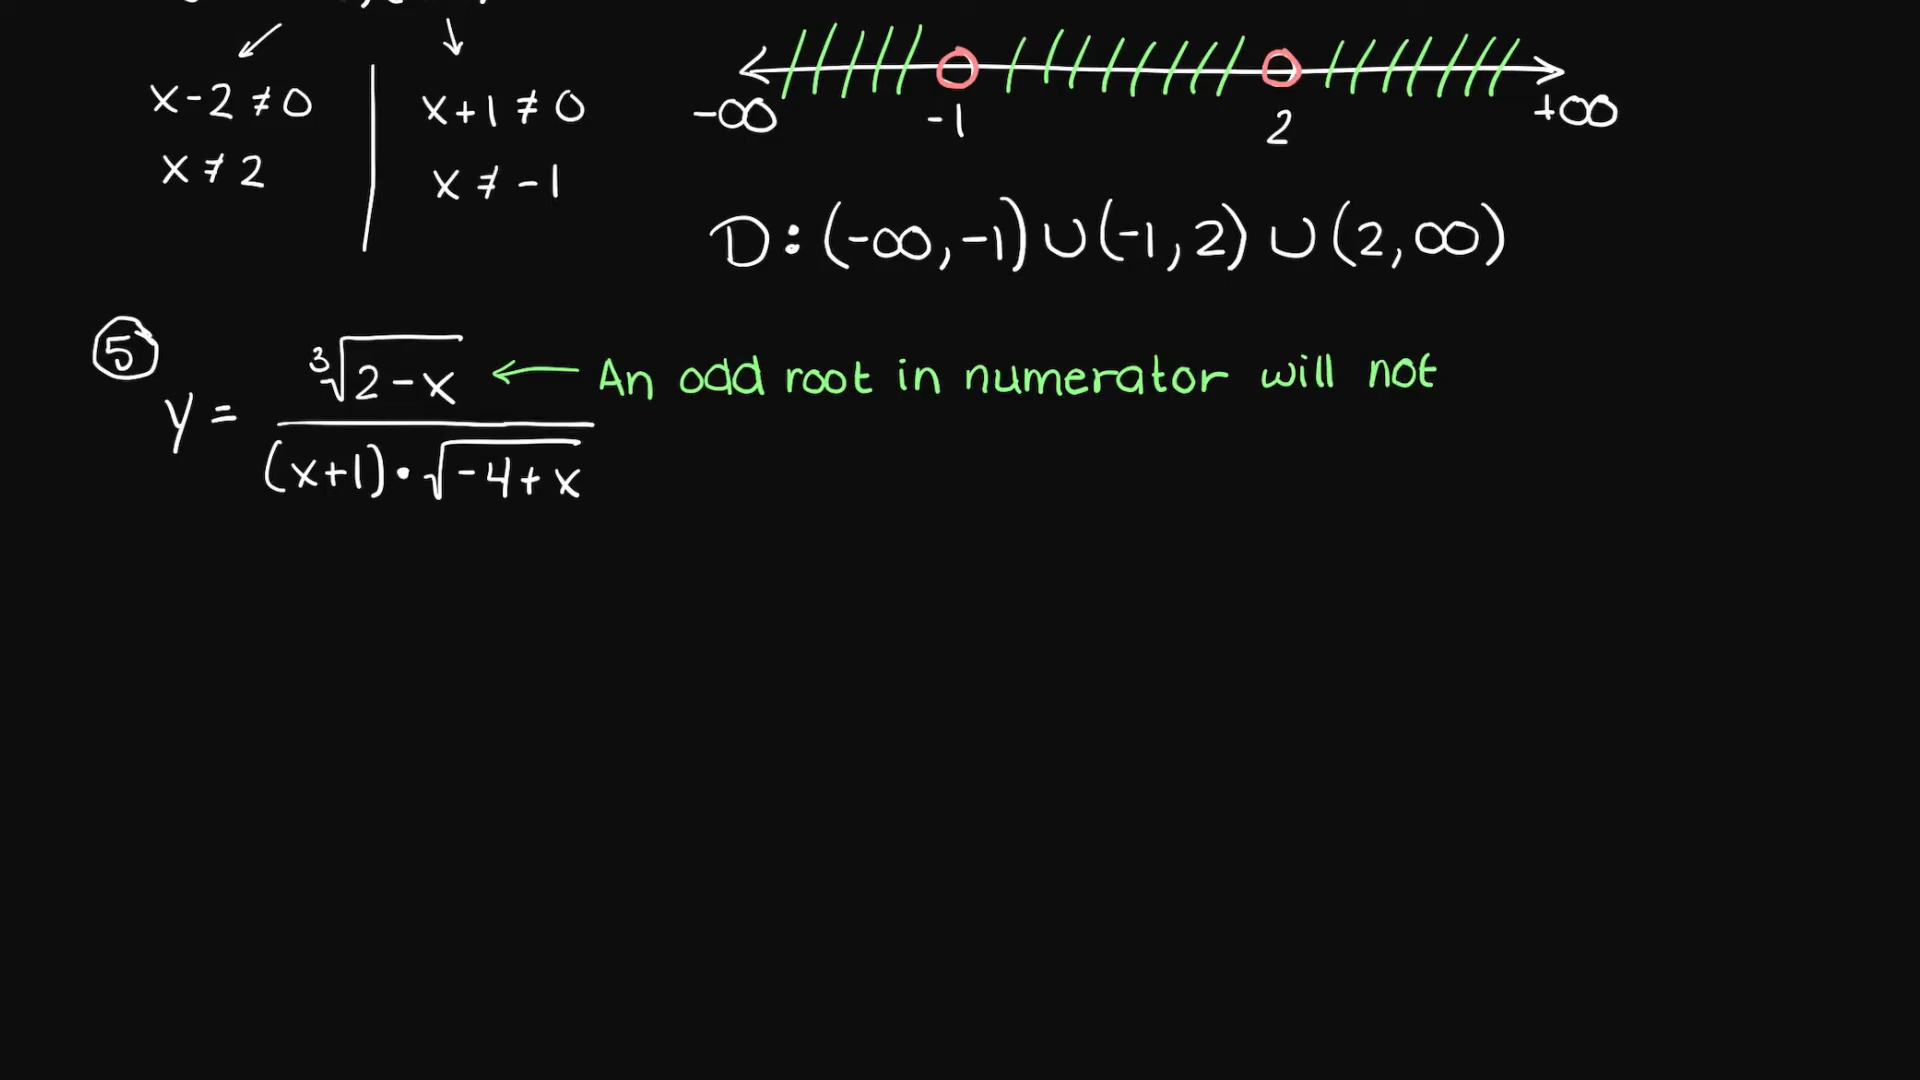 x-2≠0
x+1≠0
x≠2
x≠-1
-∞ -1 2 +∞
D: (-∞,-1)∪(-1,2)∪(2,∞)
5
y = ∛(2-x) / ((x+1)·√(-4+x))
← An odd root in numerator will not